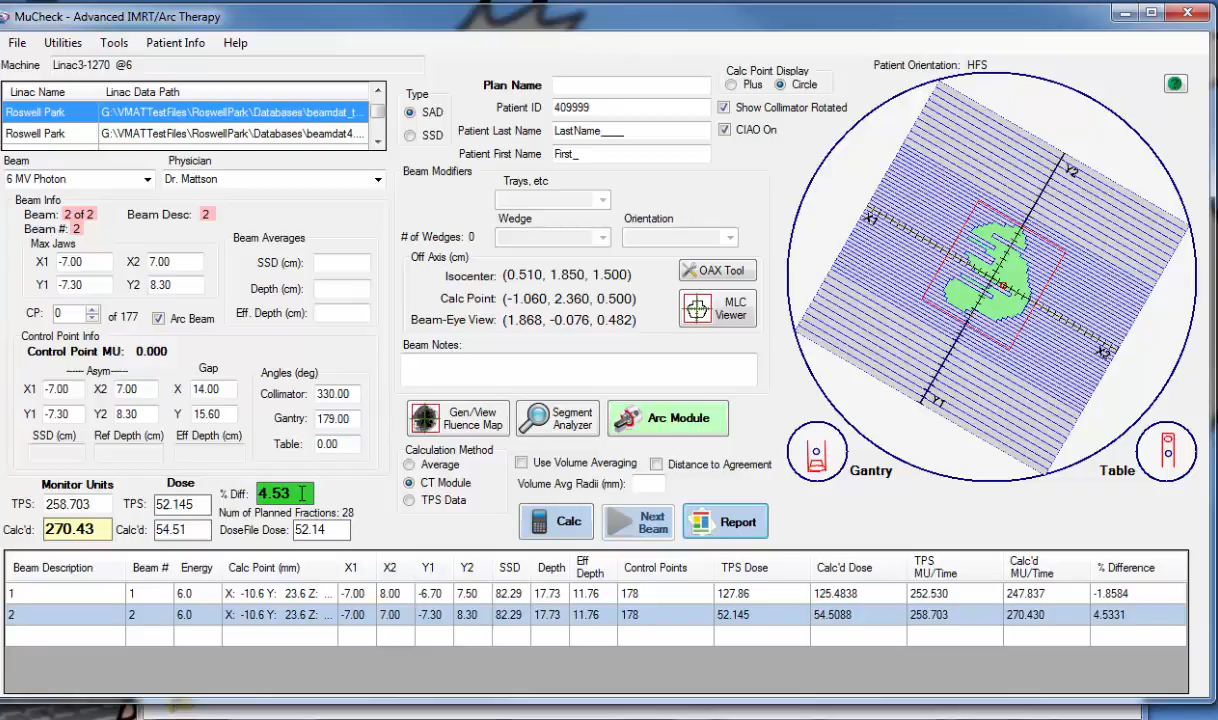 MuCheck - Advanced IMRT/Arc Therapy
File Utilities Tools Patient Info Help
Machine Linac3-1270 @6
Linac Name Linac Data Path
Roswell Park G:\VMATTestFiles\RoswellPark\Databases\beamdat_t...
Roswell Park G:\VMATTestFiles\RoswellPark\Databases\beamdat4....
Beam Physician
6 MV Photon Dr. Mattson
Beam Info
Beam: 2 of 2 Beam Desc: 2
Beam #: 2
Max Jaws
X1 -7.00 X2 7.00
Y1 -7.30 Y2 8.30
CP: 0 of 177 Arc Beam
Beam Averages
SSD (cm):
Depth (cm):
Eff. Depth (cm):
Control Point Info
Control Point MU: 0.000
----- Asym------ Gap
X1 -7.00 X2 7.00 X 14.00
Y1 -7.30 Y2 8.30 Y 15.60
SSD (cm) Ref Depth (cm) Eff Depth (cm)
Angles (deg)
Collimator: 330.00
Gantry: 179.00
Table: 0.00
Monitor Units Dose
TPS: 258.703 TPS: 52.145
Calc'd: 270.43 Calc'd: 54.51
% Diff: 4.53
Num of Planned Fractions: 28
DoseFile Dose: 52.14
Type
SAD
SSD
Plan Name
Patient ID 409999
Patient Last Name LastName____
Patient First Name First_
Calc Point Display
Plus Circle
Show Collimator Rotated
CIAO On
Beam Modifiers
Trays, etc
Wedge Orientation
# of Wedges: 0
Off Axis (cm)
Isocenter: (0.510, 1.850, 1.500)
Calc Point: (-1.060, 2.360, 0.500)
Beam-Eye View: (1.868, -0.076, 0.482)
OAX Tool
MLC
Viewer
Beam Notes:
Gen/View
Fluence Map
Segment
Analyzer
Arc Module
Calculation Method
Average
CT Module
TPS Data
Use Volume Averaging Distance to Agreement
Volume Avg Radii (mm):
Calc
Next
Beam
Report
Patient Orientation: HFS
Y2
X1
X2
Y1
Gantry
Table
Beam Description Beam # Energy Calc Point (mm) X1 X2 Y1 Y2 SSD Depth Eff Depth Control Points TPS Dose Calc'd Dose TPS MU/Time Calc'd MU/Time % Difference
1 1 6.0 X: -10.6 Y: 23.6 Z: ... -7.00 8.00 -6.70 7.50 82.29 17.73 11.76 178 127.86 125.4838 252.530 247.837 -1.8584
2 2 6.0 X: -10.6 Y: 23.6 Z: ... -7.00 7.00 -7.30 8.30 82.29 17.73 11.76 178 52.145 54.5088 258.703 270.430 4.5331